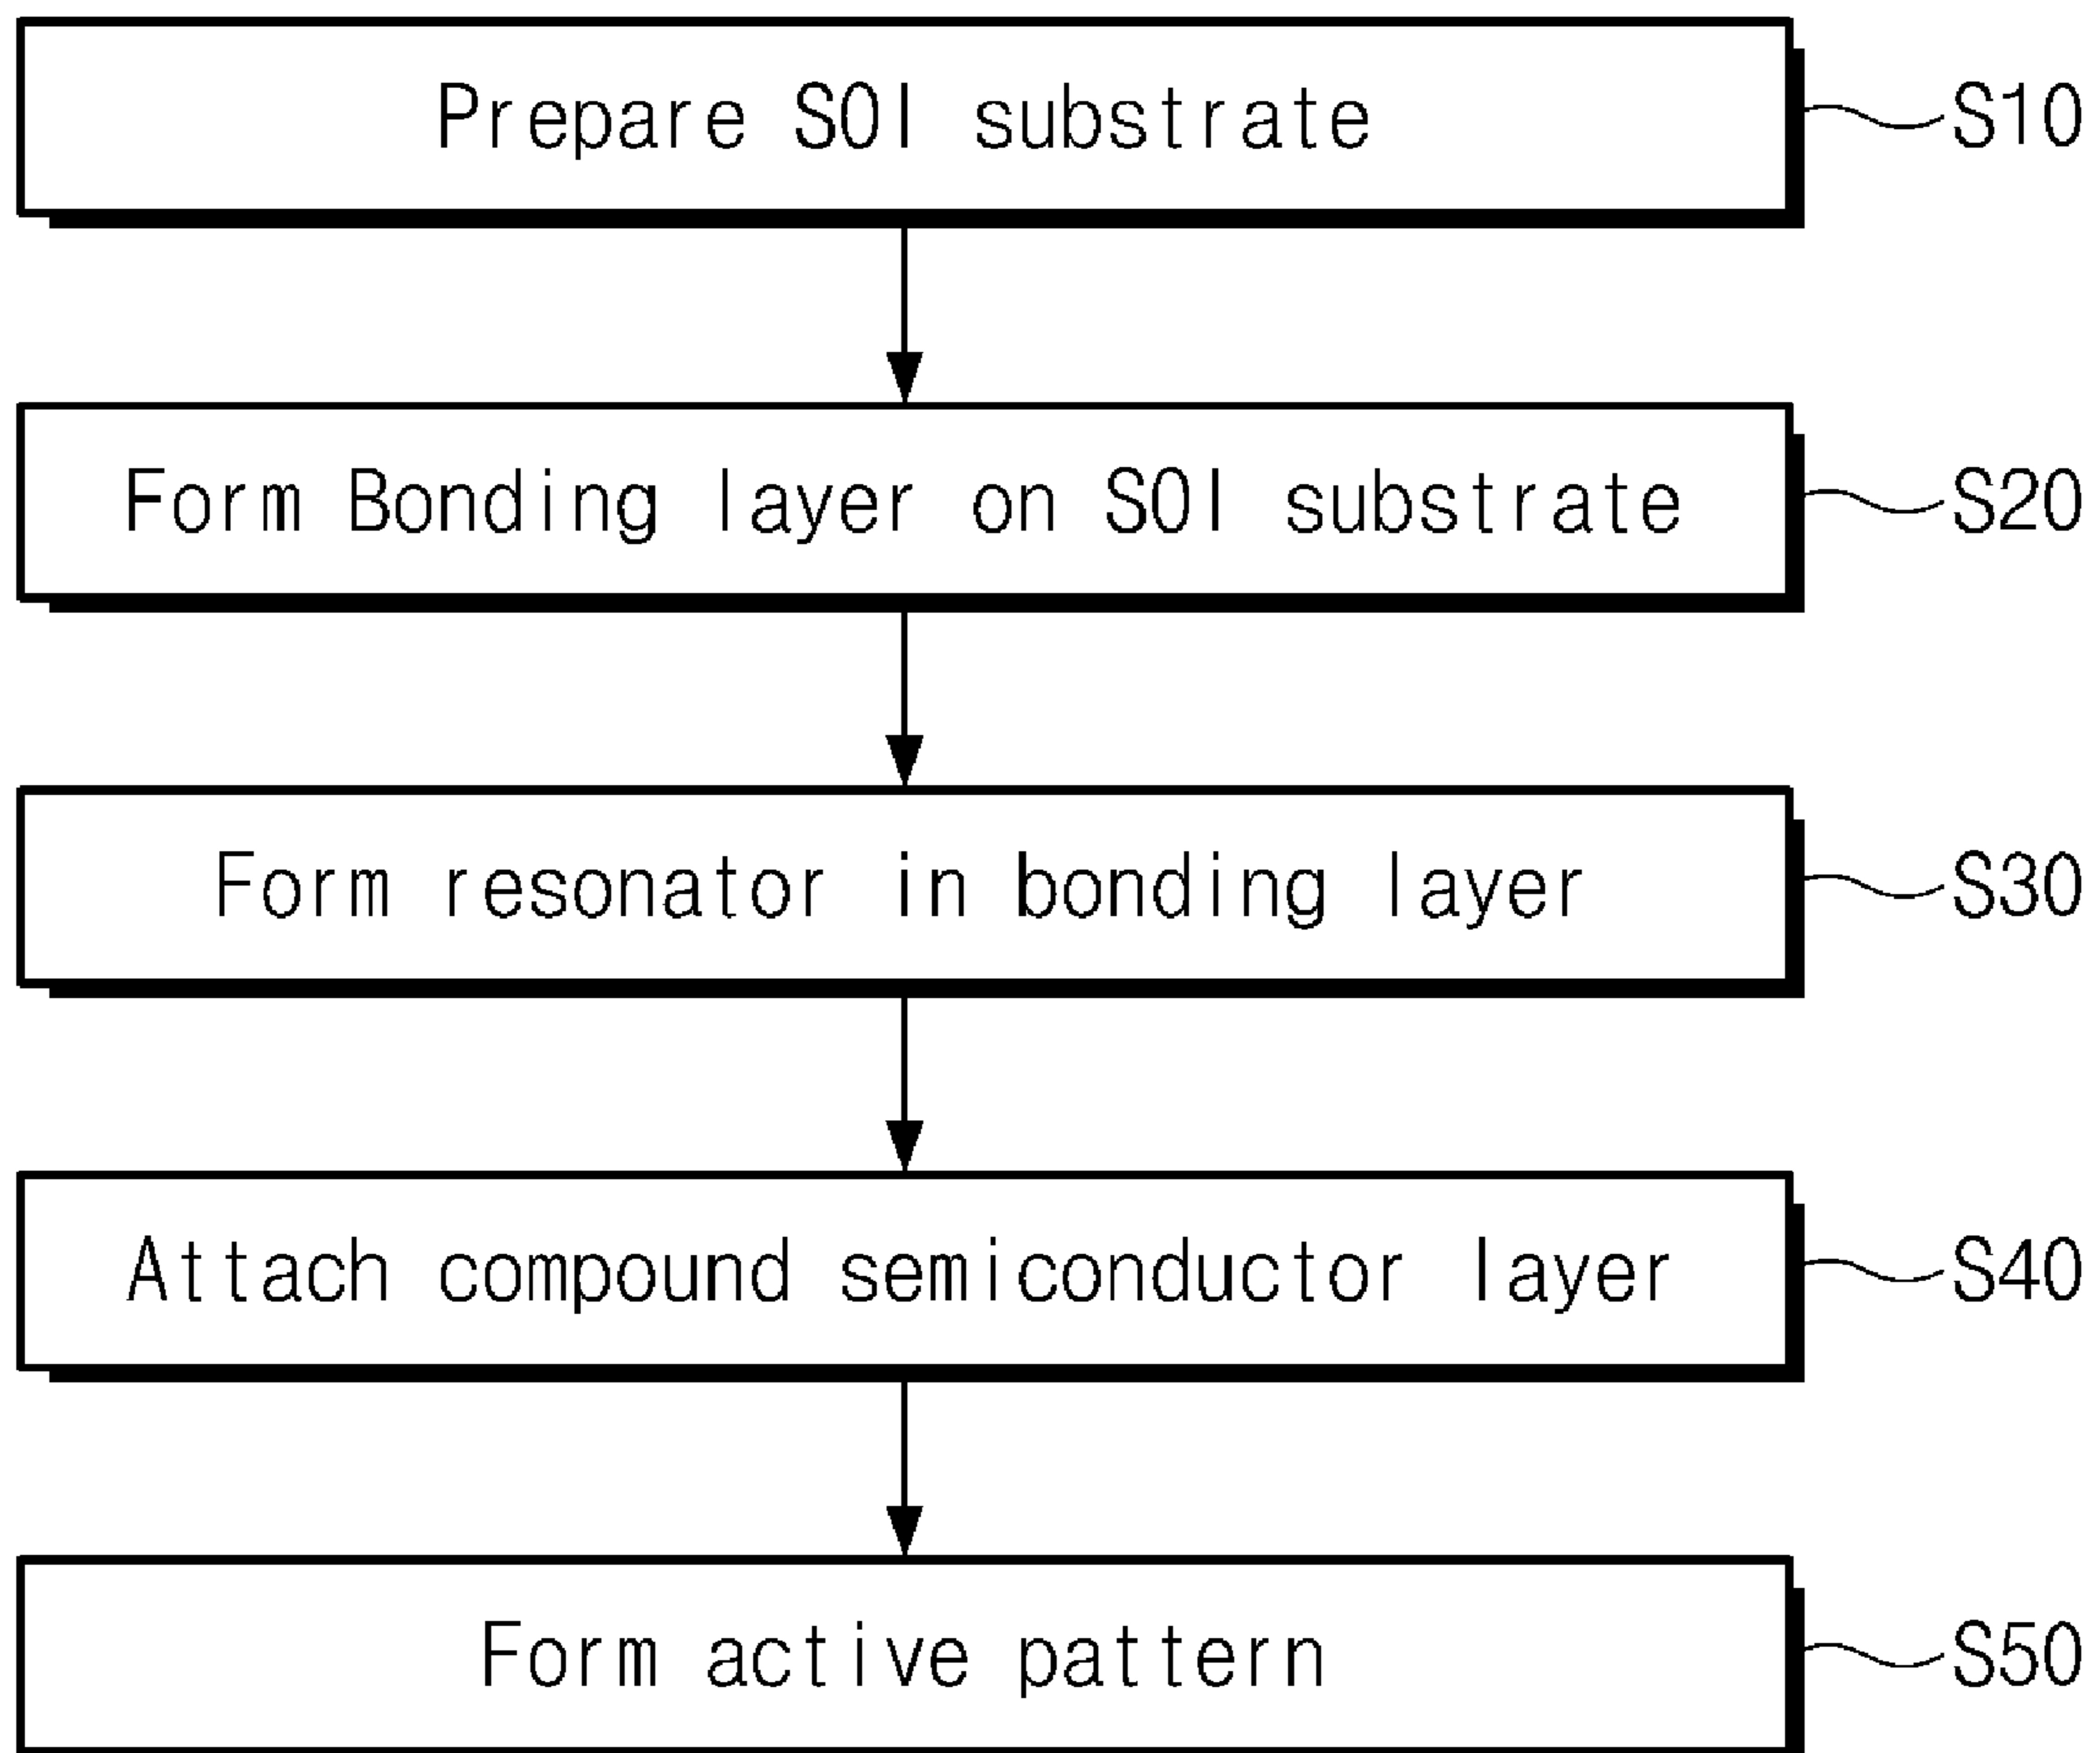 Prepare SOI substrate S10
Form Bonding layer on SOI substrate S20
Form resonator in bonding layer S30
Attach compound semiconductor layer S40
Form active pattern S50